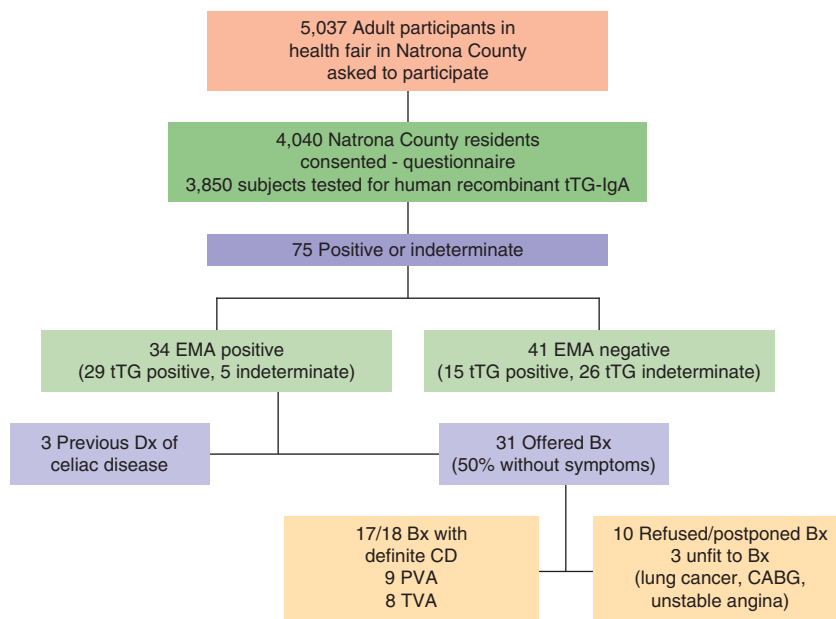 5,037 Adult participants in
health fair in Natrona County
asked to participate
4,040 Natrona County residents
consented - questionnaire
3,850 subjects tested for human recombinant tTG-IgA
75 Positive or indeterminate
34 EMA positive
(29 tTG positive, 5 indeterminate)
41 EMA negative
(15 tTG positive, 26 tTG indeterminate)
3 Previous Dx of
celiac disease
31 Offered Bx
(50% without symptoms)
17/18 Bx with
definite CD
9 PVA
8 TVA
10 Refused/postponed Bx
3 unfit to Bx
(lung cancer, CABG,
unstable angina)